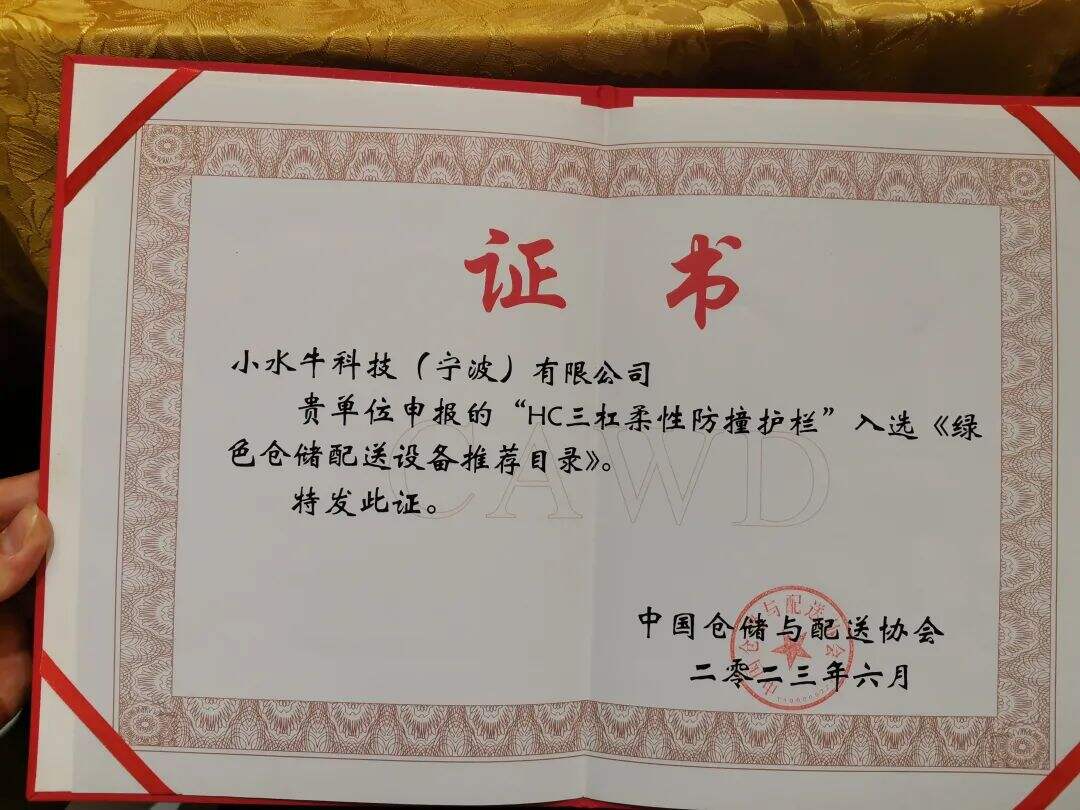 证书
小水牛科技（宁波）有限公司
贵单位申报的“HC三杠柔性防撞护栏”入选《绿
色仓储配送设备推荐目录》。
CAWD
特发此证。
中国仓储与配送协会
二零二三年六月